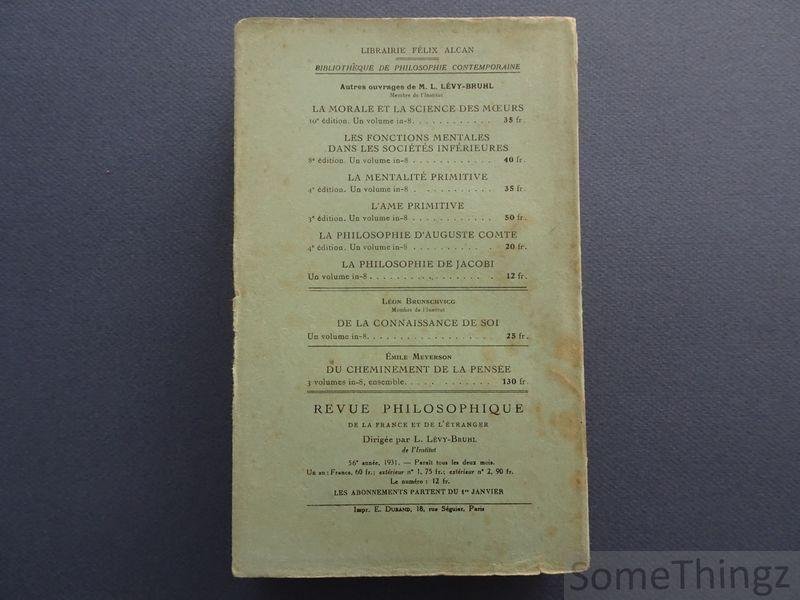 LIBRAIRIE FÉLIX ALCAN
BIBLIOTHÈQUE DE PHILOSOPHIE CONTEMPORAINE
Autres ouvrages de M. L. LÉVY-BRUHL
Membre de l'Institut
LA MORALE ET LA SCIENCE DES MŒURS
10e édition. Un volume in-8. . . . . . . . . . . . 35 fr.
LES FONCTIONS MENTALES
DANS LES SOCIÉTÉS INFÉRIEURES
8e édition. Un volume in-8 . . . . . . . . . . . . 40 fr.
LA MENTALITÉ PRIMITIVE
4e édition. Un volume in-8 . . . . . . . . . . . 35 fr.
L'AME PRIMITIVE
3e édition. Un volume in-8 . . . . . . . . . . . . 50 fr.
LA PHILOSOPHIE D'AUGUSTE COMTE
4e édition. Un volume in-8 . . . . . . . . . . . 20 fr.
LA PHILOSOPHIE DE JACOBI
Un volume in-8 . . . . . . . . . . . . . . . . . . 12 fr.
LÉON BRUNSCHVICG
Membre de l'Institut
DE LA CONNAISSANCE DE SOI
Un volume in-8. . . . . . . . . . . . . . . . . . . 25 fr.
ÉMILE MEYERSON
DU CHEMINEMENT DE LA PENSÉE
3 volumes in-8, ensemble. . . . . . . . . . . . . 130 fr.
REVUE PHILOSOPHIQUE
DE LA FRANCE ET DE L'ÉTRANGER
Dirigée par L. LÉVY-BRUHL
de l'Institut
56e année, 1931. — Paraît tous les deux mois.
Un an : France, 60 fr.; extérieur n° 1, 75 fr.; extérieur n° 2, 90 fr.
Le numéro : 12 fr.
LES ABONNEMENTS PARTENT DU 1er JANVIER
Impr. E. DURAND, 18, rue Séguier, Paris
SomeThingz